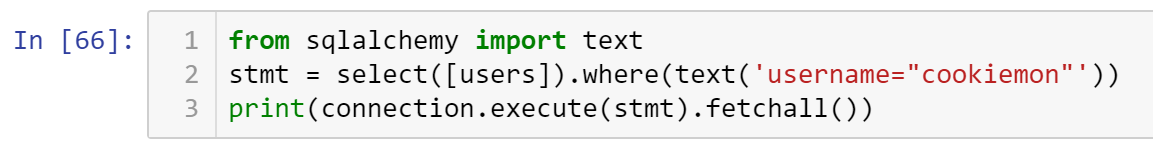 In [66]: 1 from sqlalchemy import text
2 stmt = select([users]).where(text('username="cookiemon"'))
3 print(connection.execute(stmt).fetchall())